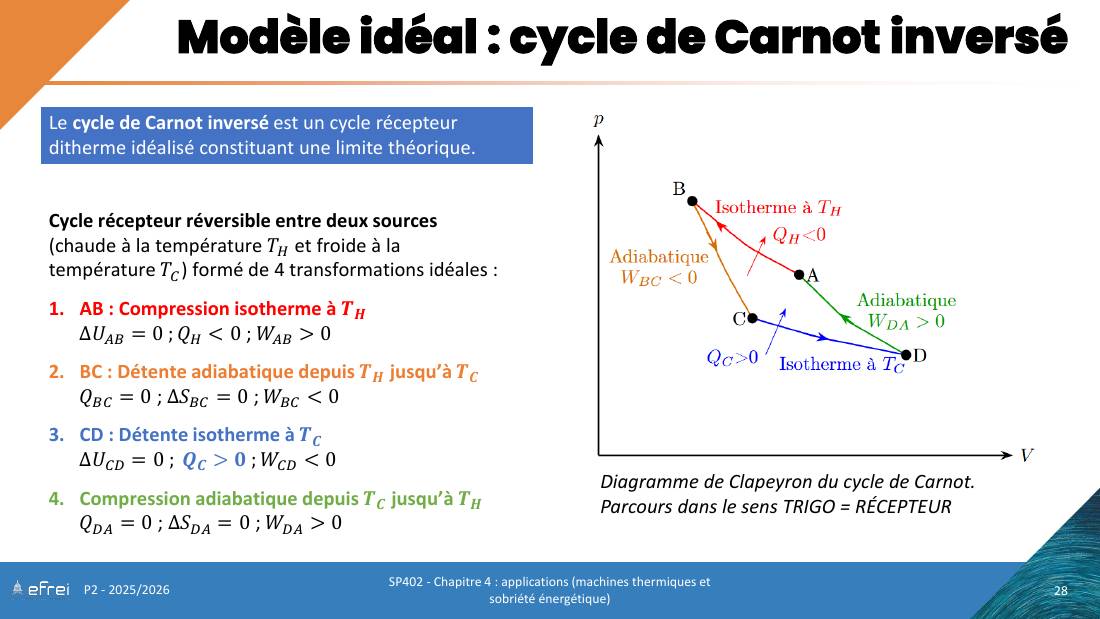 Modèle idéal : cycle de Carnot inversé
Le cycle de Carnot inversé est un cycle récepteur
ditherme idéalisé constituant une limite théorique.
Cycle récepteur réversible entre deux sources
(chaude à la température T_H et froide à la
température T_C) formé de 4 transformations idéales :
1. AB : Compression isotherme à T_H
ΔU_AB = 0 ; Q_H < 0 ; W_AB > 0
2. BC : Détente adiabatique depuis T_H jusqu'à T_C
Q_BC = 0 ; ΔS_BC = 0 ; W_BC < 0
3. CD : Détente isotherme à T_C
ΔU_CD = 0 ; Q_C > 0 ; W_CD < 0
4. Compression adiabatique depuis T_C jusqu'à T_H
Q_DA = 0 ; ΔS_DA = 0 ; W_DA > 0
p
B
Isotherme à T_H
Q_H<0
Adiabatique
W_BC < 0
A
Adiabatique
W_DA > 0
C
Q_C>0
Isotherme à T_C
D
V
Diagramme de Clapeyron du cycle de Carnot.
Parcours dans le sens TRIGO = RÉCEPTEUR
efrei
P2 - 2025/2026
SP402 - Chapitre 4 : applications (machines thermiques et
sobriété énergétique)
28